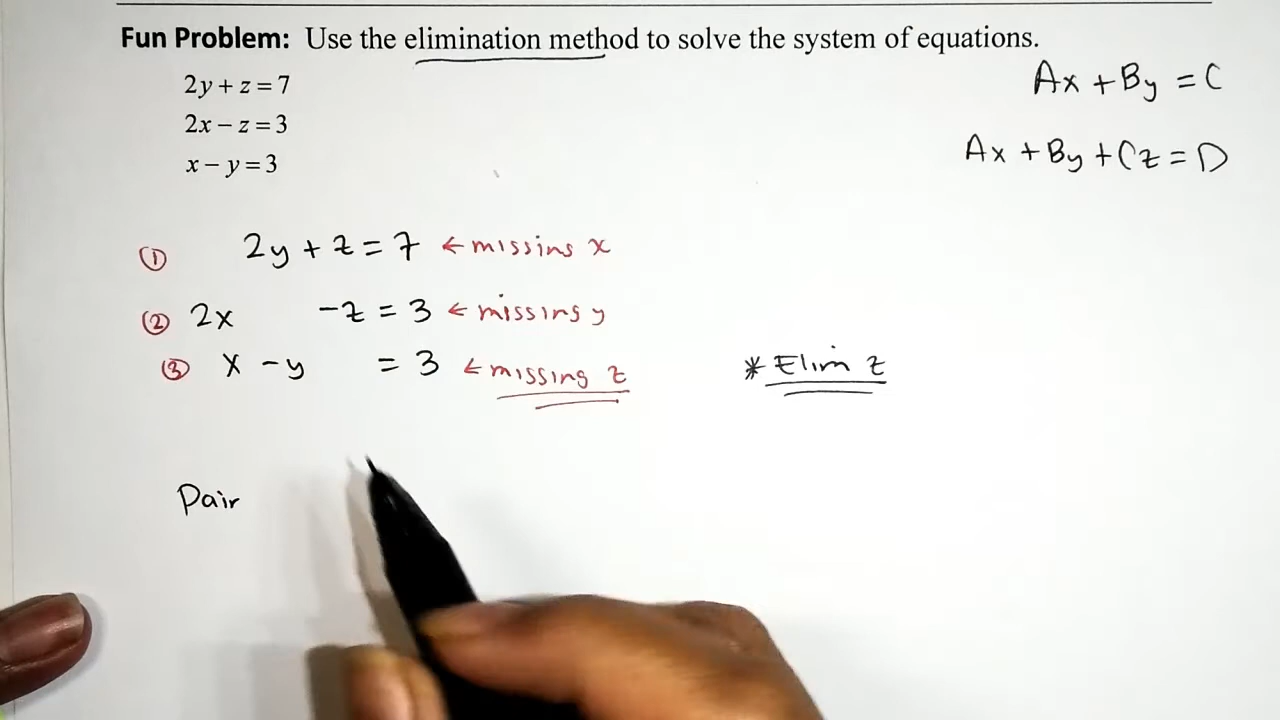 Fun Problem: Use the elimination method to solve the system of equations.
2y + z = 7
2x − z = 3
x − y = 3
Ax + By = C
Ax + By + Cz = D
① 2y + z = 7 ← missing x
② 2x − z = 3 ← missing y
③ x − y = 3 ← missing z
* Elim z
Pair